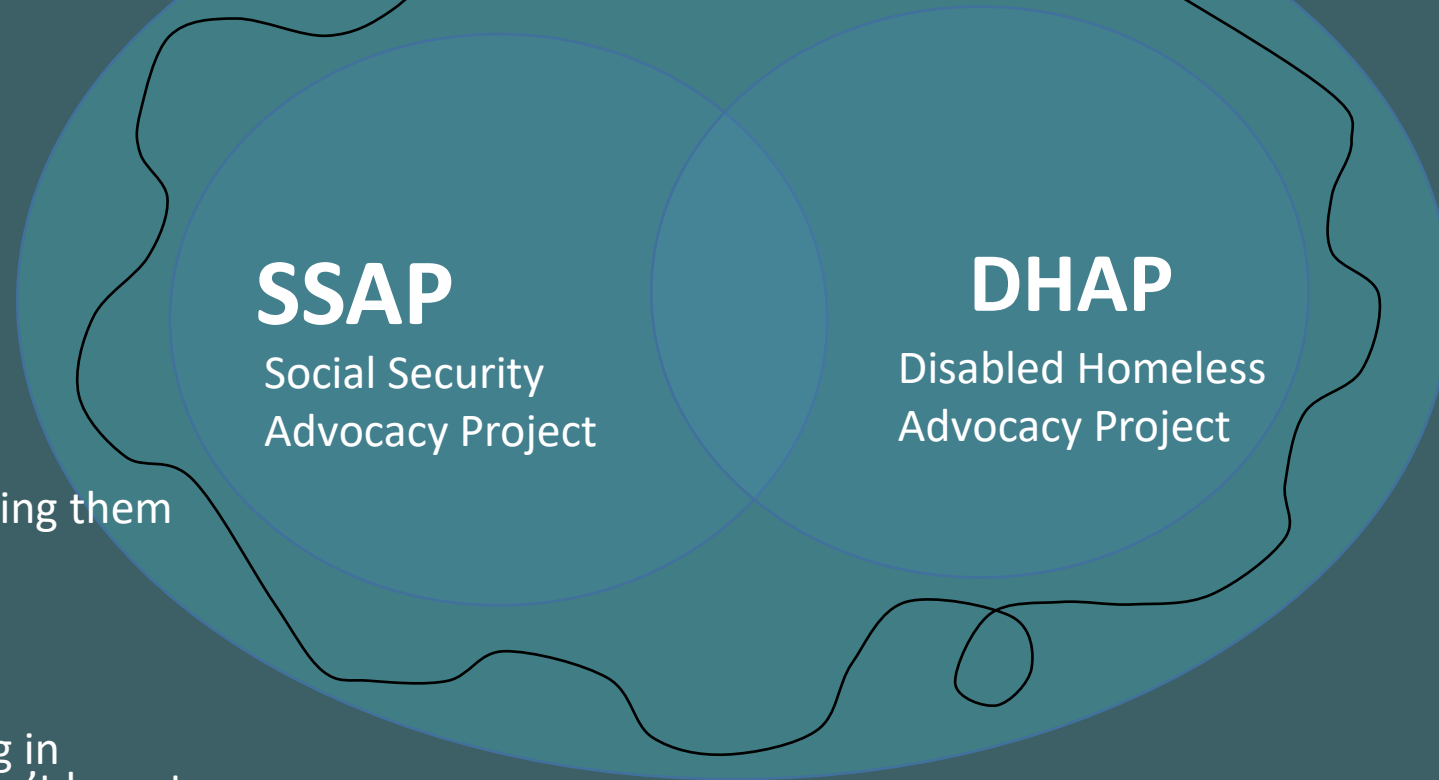 SSAP
Social Security
Advocacy Project
DHAP
Disabled Homeless
Advocacy Project
ing them
g in